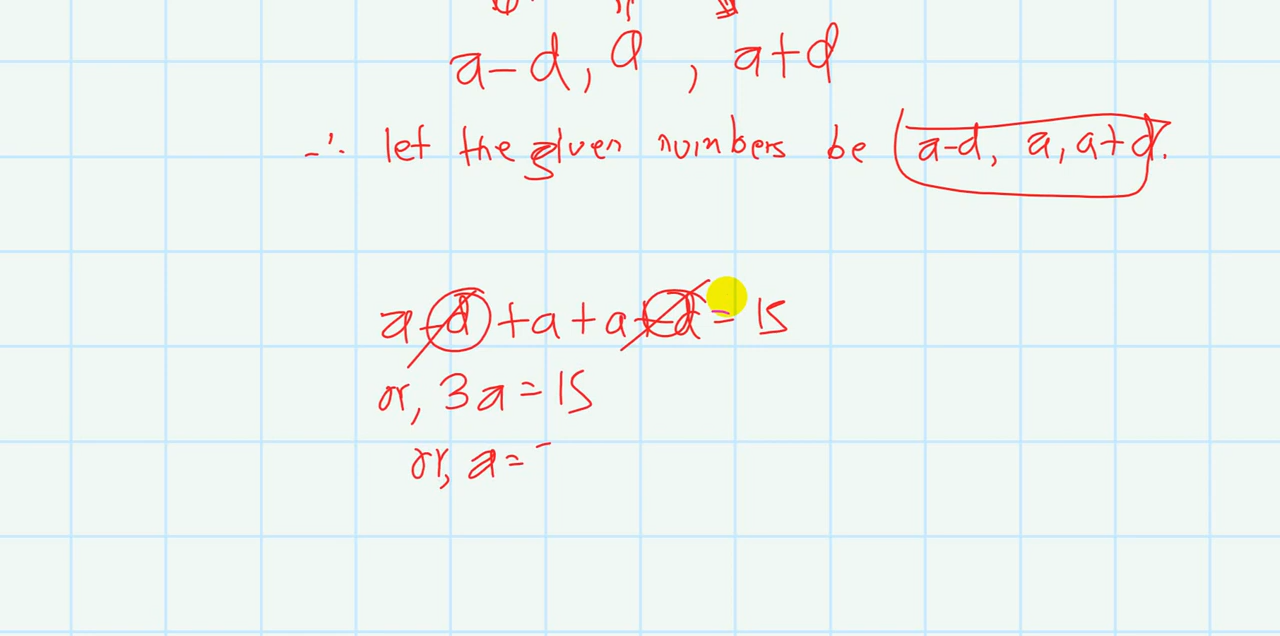 a-d, a, a+d
∴ let the given numbers be (a-d, a, a+d).
a-d+a+a+d=15
or, 3a=15
or, a=